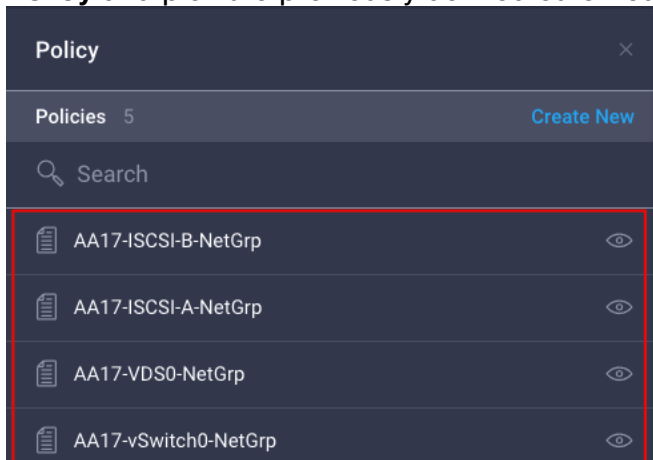 Policy
Policies 5 Create New
Search
AA17-ISCSI-B-NetGrp
AA17-ISCSI-A-NetGrp
AA17-VDS0-NetGrp
AA17-vSwitch0-NetGrp